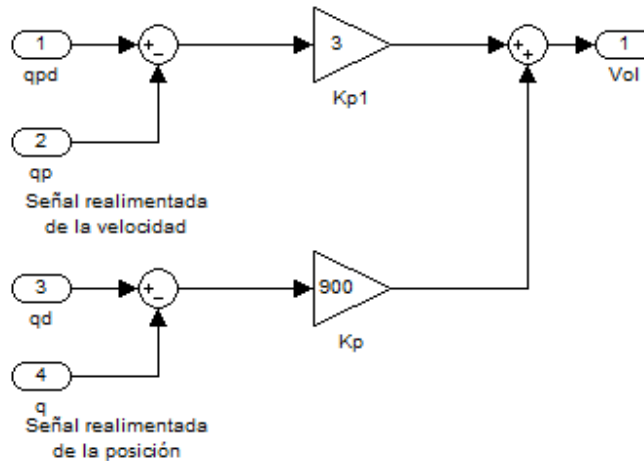 1
qpd
+
−
3
Kp1
+
+
1
Vol
2
qp
Señal realimentada
de la velocidad
3
qd
+
−
900
Kp
4
q
Señal realimentada
de la posición